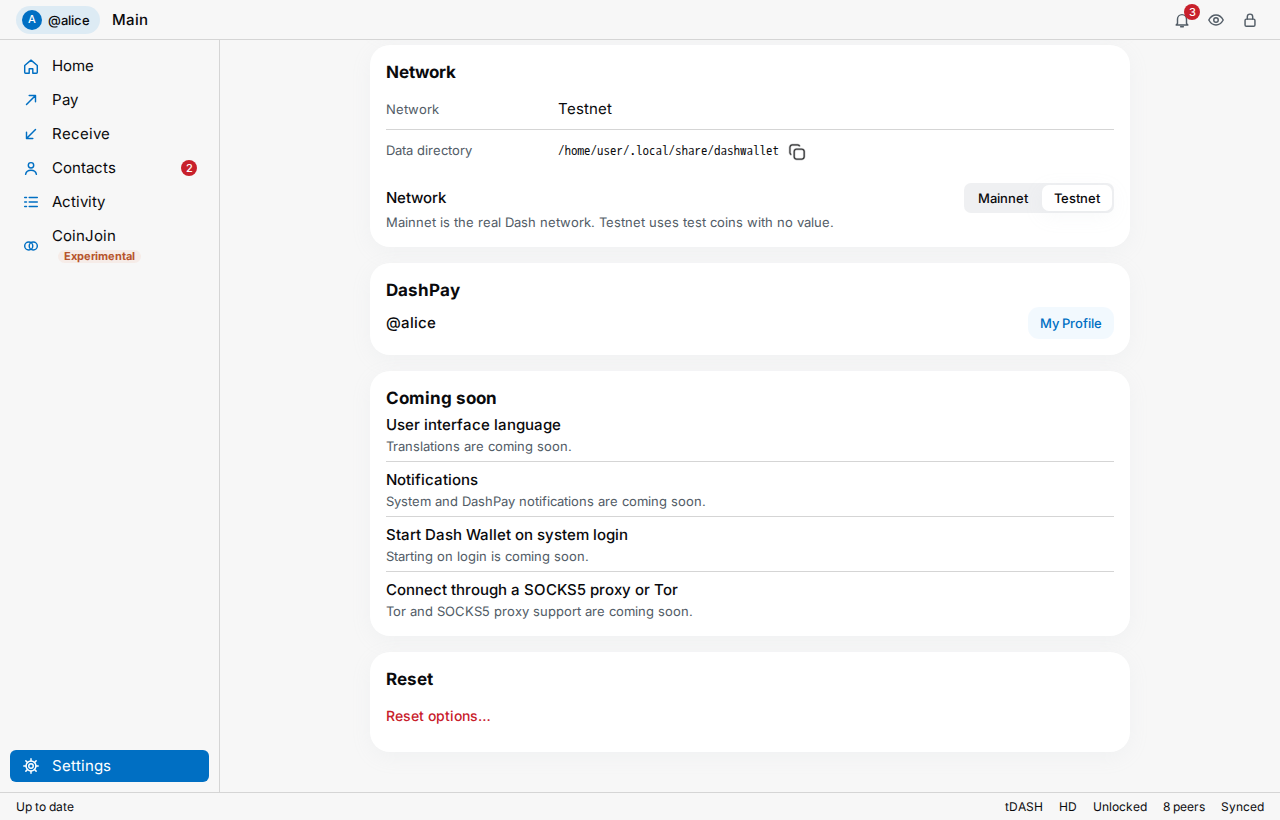 A @alice Main
3
Home
Pay
Receive
Contacts 2
Activity
CoinJoin
Experimental
Settings
Network
Network Testnet
Data directory /home/user/.local/share/dashwallet
Network Mainnet Testnet
Mainnet is the real Dash network. Testnet uses test coins with no value.
DashPay
@alice My Profile
Coming soon
User interface language
Translations are coming soon.
Notifications
System and DashPay notifications are coming soon.
Start Dash Wallet on system login
Starting on login is coming soon.
Connect through a SOCKS5 proxy or Tor
Tor and SOCKS5 proxy support are coming soon.
Reset
Reset options...
Up to date tDASH HD Unlocked 8 peers Synced